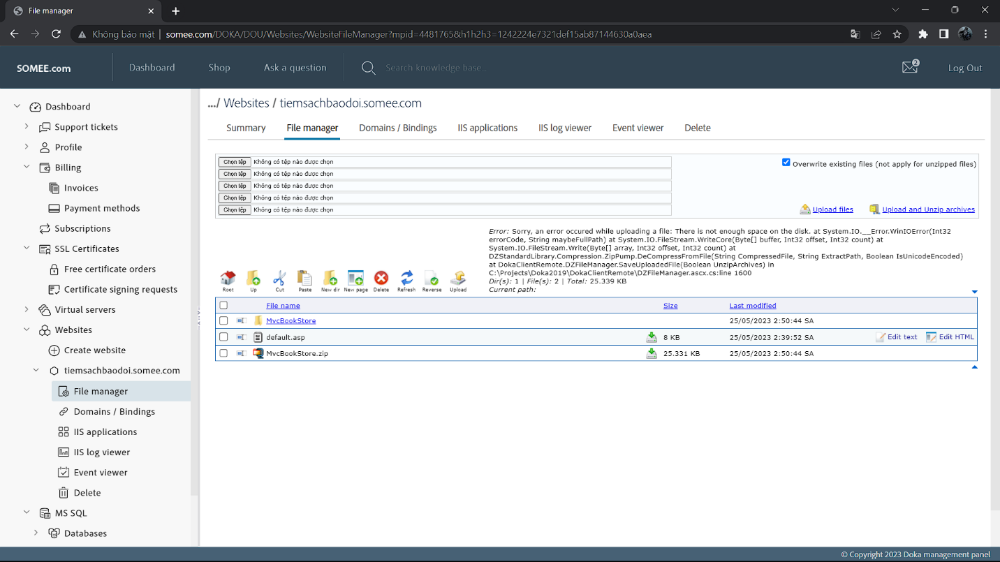 File manager
Không bảo mật
somee.com/DOKA/DOU/Websites/WebsiteFileManager?mpid=4481765&h1h2h3=1242224e7321def15ab87144630a0aea
SOMEE.com
Dashboard
Shop
Ask a question
Search knowledge base...
2
Log Out
Dashboard
Support tickets
Profile
Billing
Invoices
Payment methods
Subscriptions
SSL Certificates
Free certificate orders
Certificate signing requests
Virtual servers
Websites
Create website
tiemsachbaodoi.somee.com
File manager
Domains / Bindings
IIS applications
IIS log viewer
Event viewer
Delete
MS SQL
Databases
.../ Websites / tiemsachbaodoi.somee.com
Summary File manager Domains / Bindings IIS applications IIS log viewer Event viewer Delete
Chọn tệp Không có tệp nào được chọn
Chọn tệp Không có tệp nào được chọn
Chọn tệp Không có tệp nào được chọn
Chọn tệp Không có tệp nào được chọn
Chọn tệp Không có tệp nào được chọn
Overwrite existing files (not apply for unzipped files)
Upload files Upload and Unzip archives
Error: Sorry, an error occured while uploading a file: There is not enough space on the disk. at System.IO.__Error.WinIOError(Int32
errorCode, String maybeFullPath) at System.IO.FileStream.WriteCore(Byte[] buffer, Int32 offset, Int32 count) at
System.IO.FileStream.Write(Byte[] array, Int32 offset, Int32 count) at
DZStandardLibrary.Compression.ZipPump.DeCompressFromFile(String CompressedFile, String ExtractPath, Boolean IsUnicodeEncoded)
at DokaClientRemote.DZFileManager.SaveUploadedFile(Boolean UnzipArchives) in
C:\Projects\Doka2019\DokaClientRemote\DZFileManager.ascx.cs:line 1600
Dir(s): 1 | File(s): 2 | Total: 25.339 KB
Current path:
Root Up Cut Paste New dir New page Delete Refresh Reverse Upload
File name Size Last modified
MvcBookStore 25/05/2023 2:50:44 SA
default.asp 8 KB 25/05/2023 2:39:52 SA Edit text Edit HTML
MvcBookStore.zip 25.331 KB 25/05/2023 2:50:44 SA
© Copyright 2023 Doka management panel